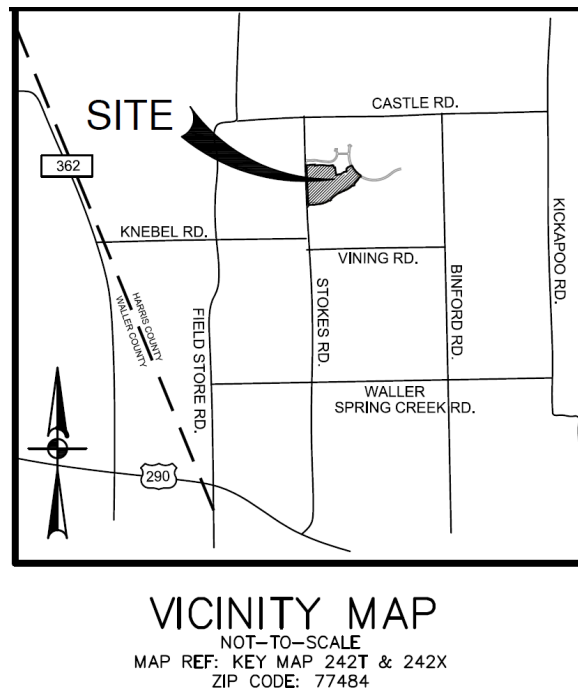 CASTLE RD.
SITE
362
KNEBEL RD.
VINING RD.
KICKAPOO RD.
BINFORD RD.
STOKES RD.
FIELD STORE RD.
HARRIS COUNTY
WALLER COUNTY
WALLER
SPRING CREEK RD.
290
VICINITY MAP
NOT-TO-SCALE
MAP REF: KEY MAP 242T & 242X
ZIP CODE: 77484